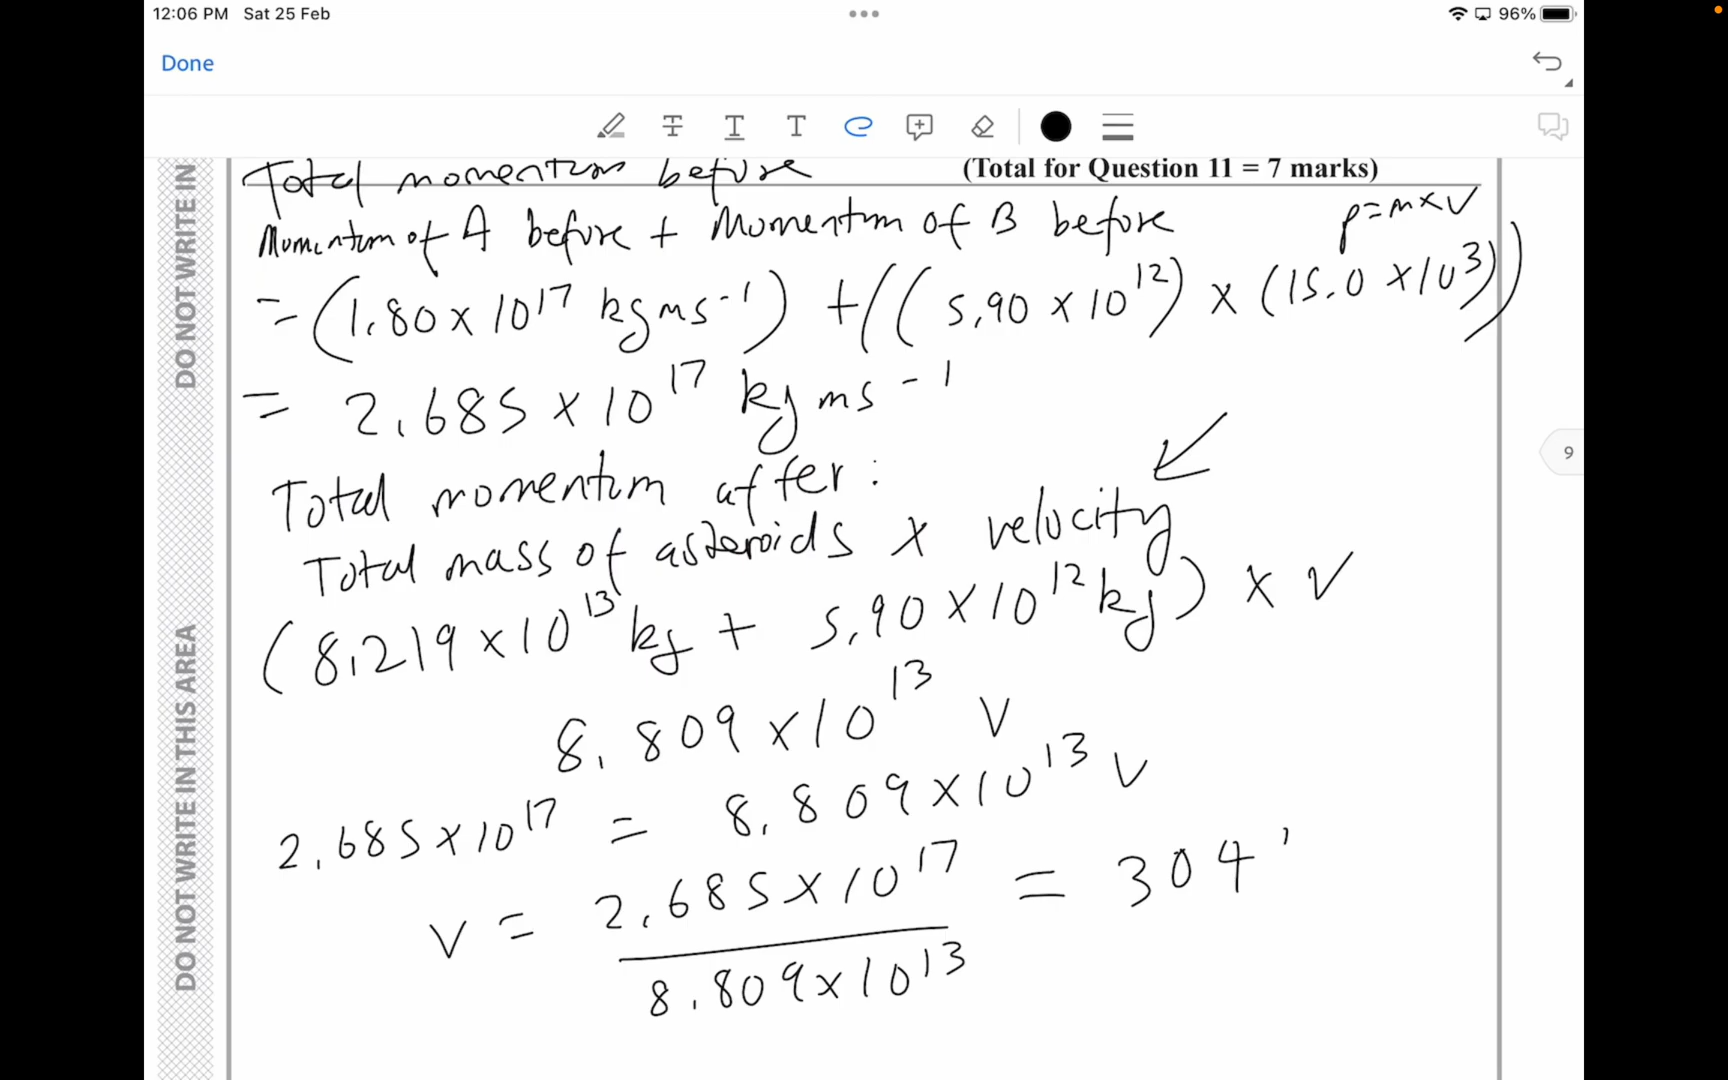 12:06 PM Sat 25 Feb
96%
Done
DO NOT WRITE IN
DO NOT WRITE IN THIS AREA
Total momentum before
(Total for Question 11 = 7 marks)
Momentum of A before + Momentum of B before
p=m×v
= (1.80 × 10^17 kgms^-1) + ((5.90 × 10^12) × (15.0 × 10^3))
= 2.685 × 10^17 kgms^-1
Total momentum after:
Total mass of asteroids × velocity
(8.219 × 10^13 kg + 5.90 × 10^12 kg) × v
8.809 × 10^13 v
2.685 × 10^17 = 8.809 × 10^13 v
v = 2.685 × 10^17 / 8.809 × 10^13 = 304
9